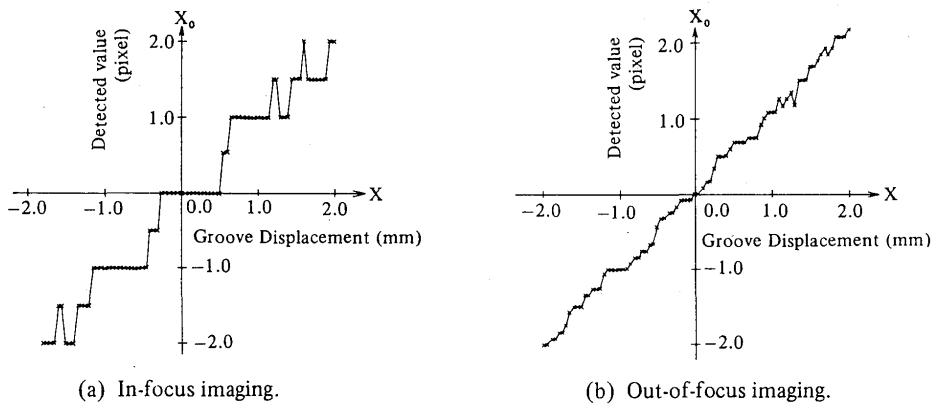 X₀
Detected value
(pixel)
2.0
1.0
X
−2.0
−1.0
0.0
1.0
2.0
Groove Displacement (mm)
−1.0
−2.0
(a) In-focus imaging.
X₀
Detected value
(pixel)
2.0
1.0
X
−2.0
−1.0
0.0
1.0
2.0
Groove Displacement (mm)
−1.0
−2.0
(b) Out-of-focus imaging.